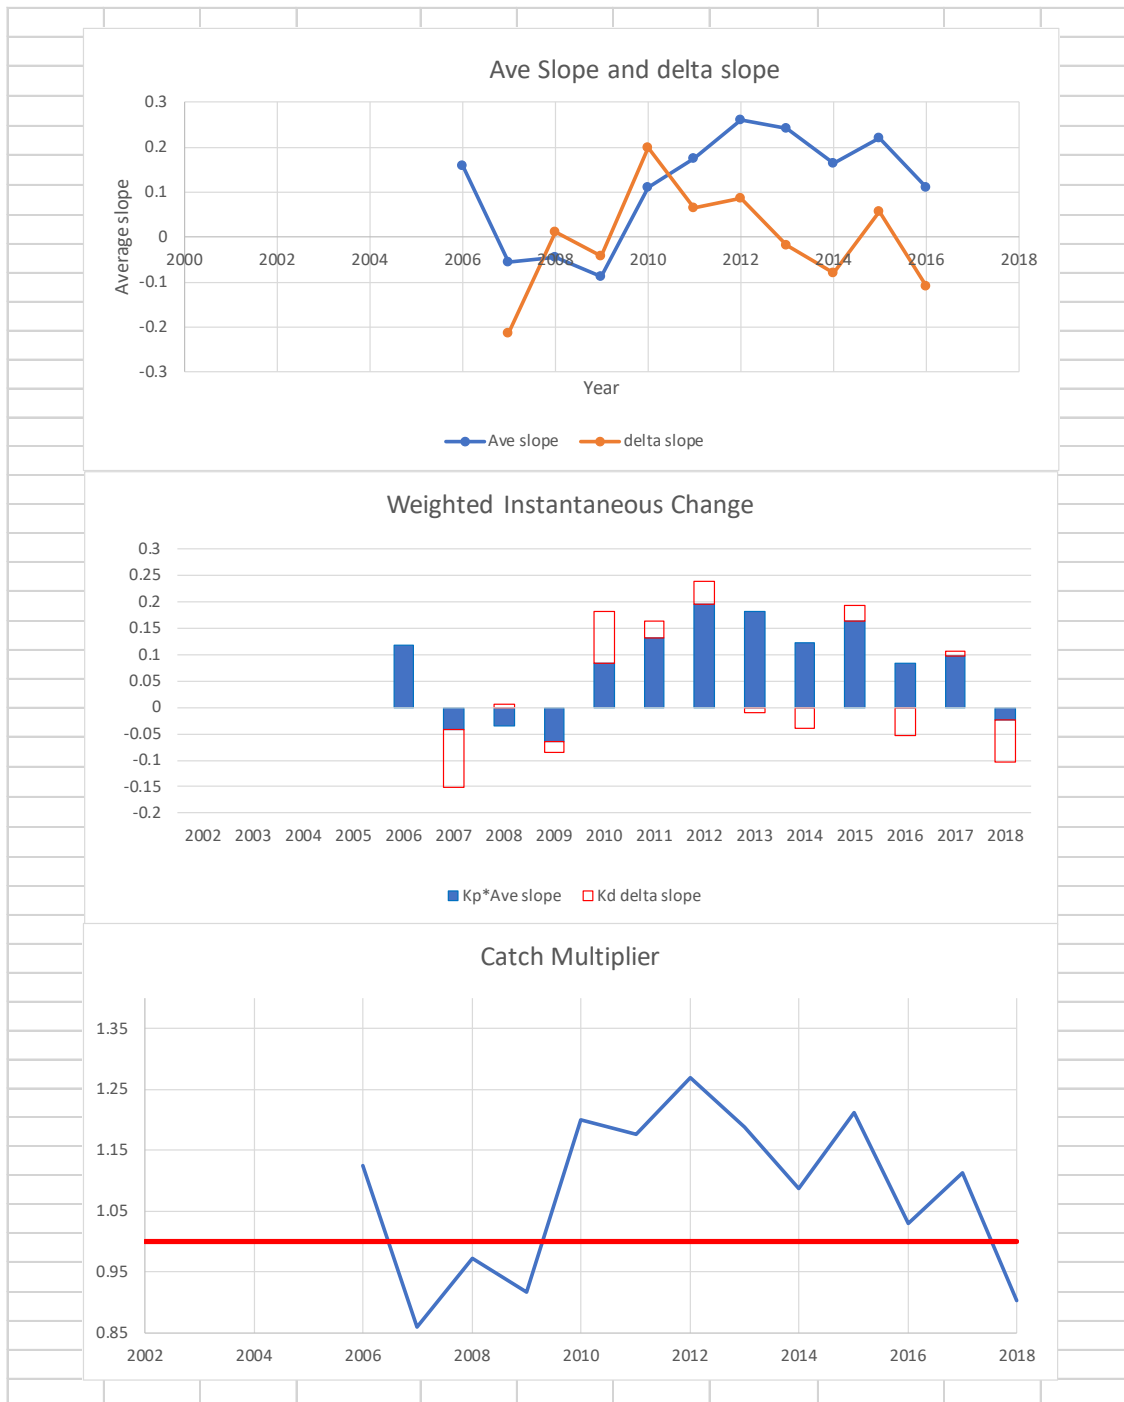 Ave Slope and delta slope
0.3
0.2
0.1
0
-0.1
-0.2
-0.3
Average slope
2000 2002 2004 2006 2008 2010 2012 2014 2016 2018
Year
Ave slope delta slope
Weighted Instantaneous Change
0.3
0.25
0.2
0.15
0.1
0.05
0
-0.05
-0.1
-0.15
-0.2
2002 2003 2004 2005 2006 2007 2008 2009 2010 2011 2012 2013 2014 2015 2016 2017 2018
Kp*Ave slope Kd delta slope
Catch Multiplier
1.35
1.25
1.15
1.05
0.95
0.85
2002 2004 2006 2008 2010 2012 2014 2016 2018